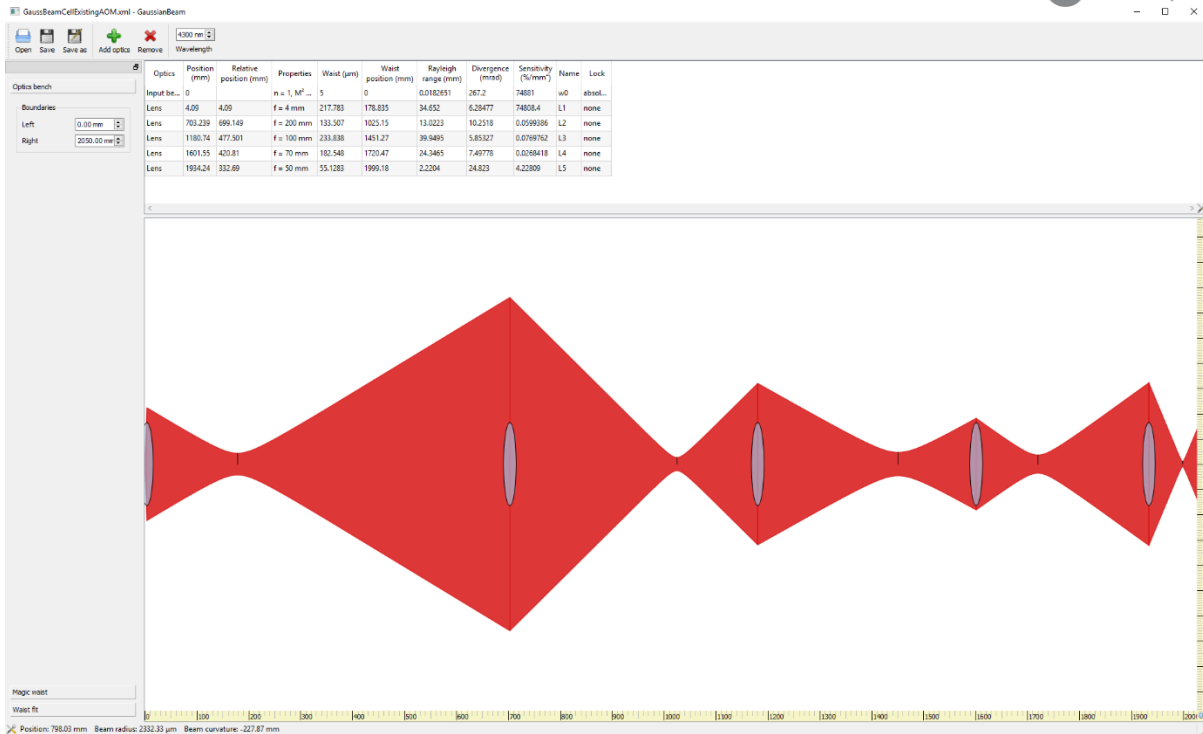 GaussBeamCellExistingAOM.xml - GaussianBeam
Open Save Save as Add optics Remove 4300 nm Wavelength
Optics bench
Boundaries
Left 0.00 mm
Right 2050.00 mm
Optics Position (mm) Relative position (mm) Properties Waist (µm) Waist position (mm) Rayleigh range (mm) Divergence (mrad) Sensitivity (%/mm²) Name Lock
Input be... 0 n = 1, M² ... 5 0 0.0182651 267.2 74881 w0 absol...
Lens 4.09 4.09 f = 4 mm 217.783 178.835 34.652 6.28477 74808.4 L1 none
Lens 703.239 699.149 f = 200 mm 133.507 1025.15 13.0223 10.2518 0.0599386 L2 none
Lens 1180.74 477.501 f = 100 mm 233.838 1451.27 39.9495 5.85327 0.0769762 L3 none
Lens 1601.55 420.81 f = 70 mm 182.548 1720.47 24.3465 7.49778 0.0268418 L4 none
Lens 1934.24 332.69 f = 50 mm 55.1283 1999.18 2.2204 24.823 4.22809 L5 none
Magic waist
Waist fit
0 100 200 300 400 500 600 700 800 900 1000 1100 1200 1300 1400 1500 1600 1700 1800 1900 2000
Position: 798.03 mm Beam radius: 2332.33 µm Beam curvature: -227.87 mm